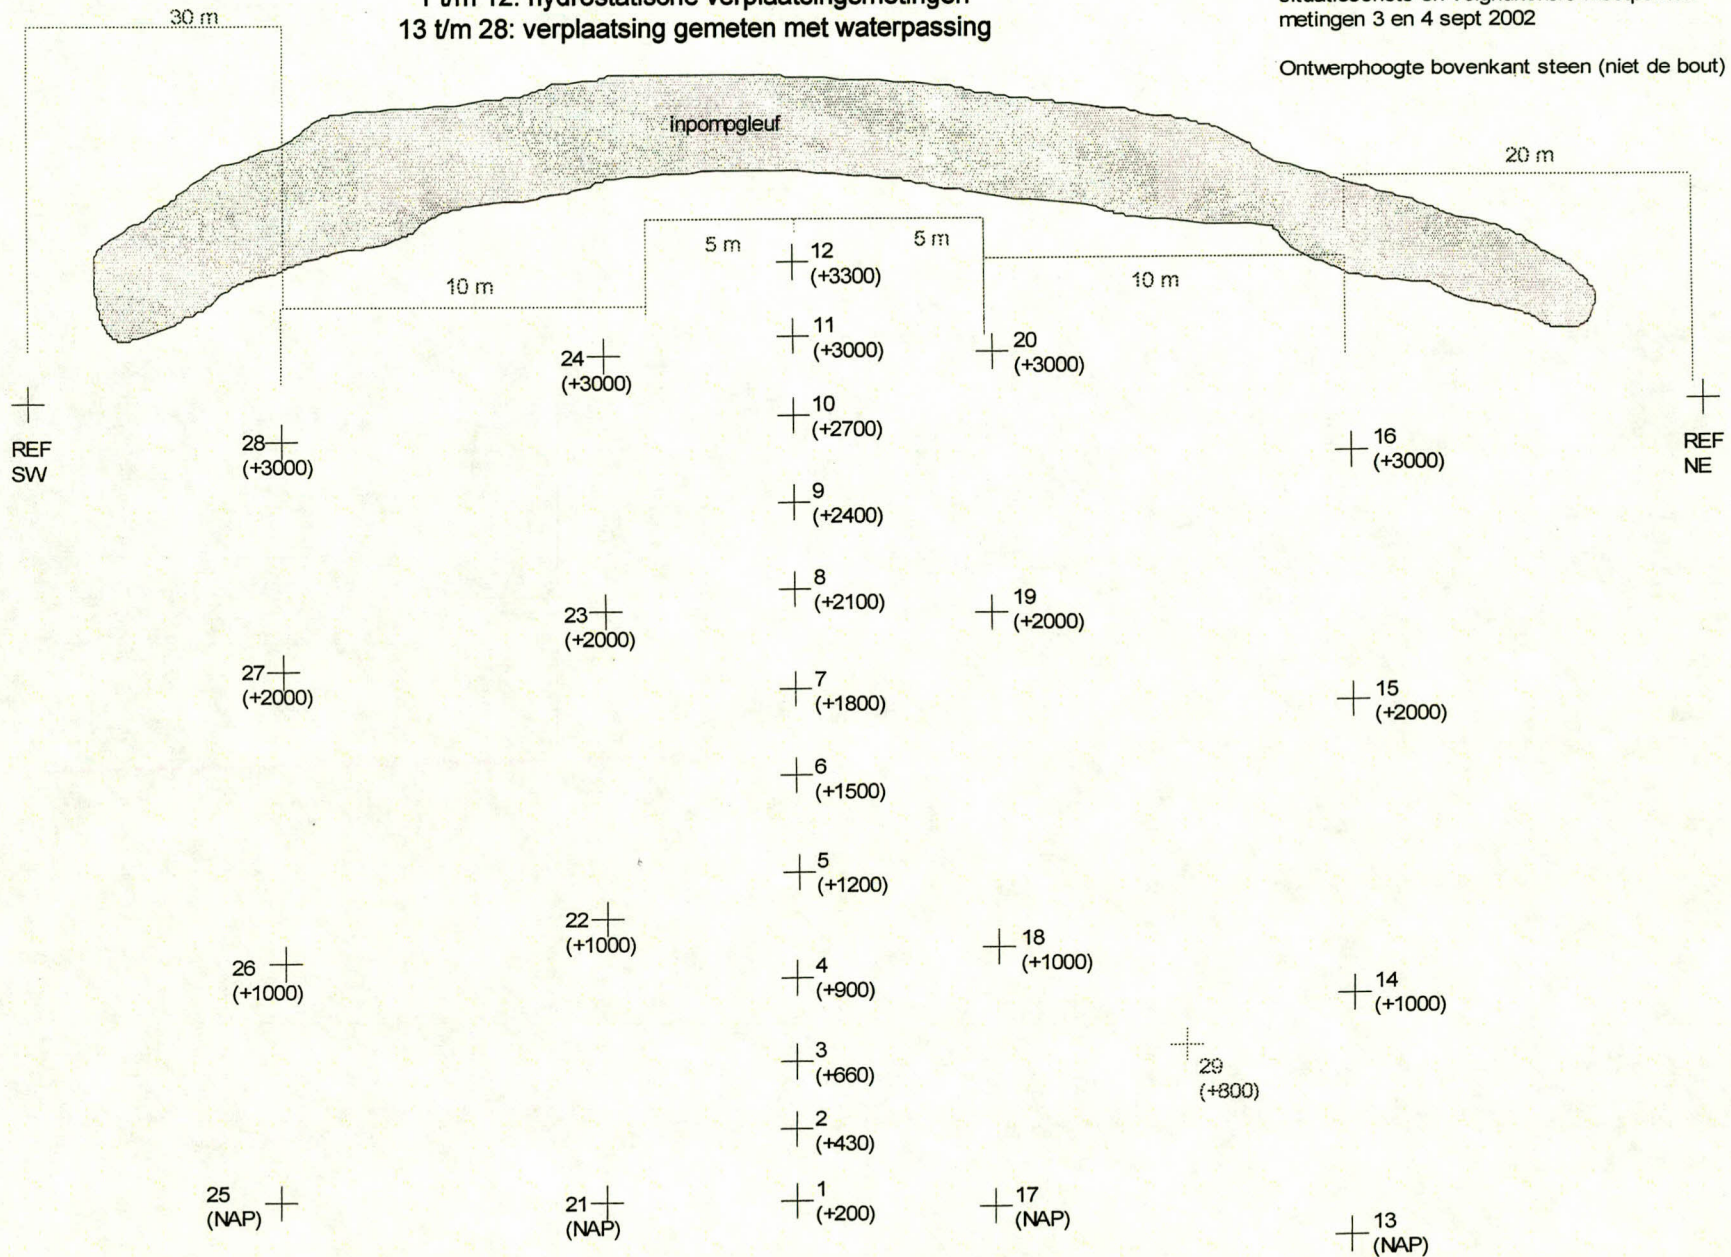 1 t/m 12: hydrostatische verplaatsingsmetingen
13 t/m 28: verplaatsing gemeten met waterpassing
metingen 3 en 4 sept 2002
Ontwerphoogte bovenkant steen (niet de bout)
30 m
inpompgleuf
20 m
5 m
5 m
10 m
10 m
12
(+3300)
11
(+3000)
24
(+3000)
20
(+3000)
REF
SW
REF
NE
10
(+2700)
28
(+3000)
16
(+3000)
9
(+2400)
8
(+2100)
23
(+2000)
19
(+2000)
27
(+2000)
7
(+1800)
15
(+2000)
6
(+1500)
5
(+1200)
22
(+1000)
18
(+1000)
26
(+1000)
4
(+900)
14
(+1000)
3
(+660)
29
(+800)
2
(+430)
25
(NAP)
21
(NAP)
1
(+200)
17
(NAP)
13
(NAP)